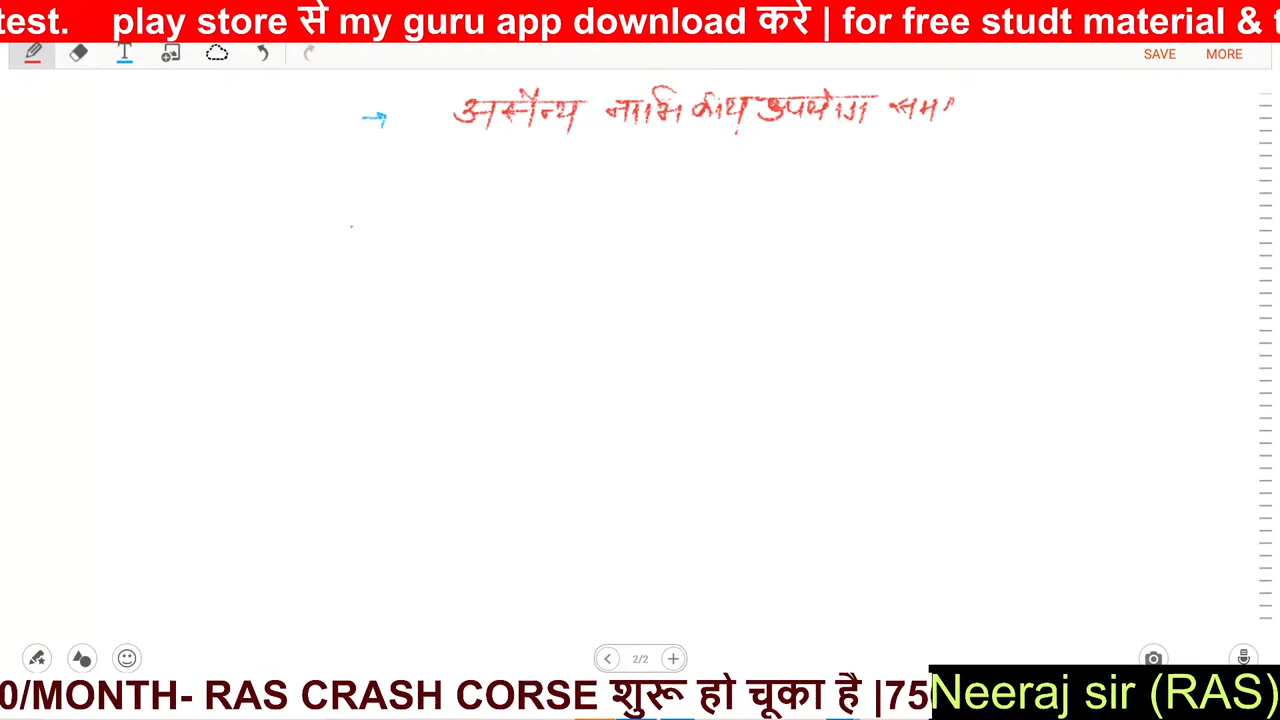 test. play store से my guru app download करे | for free studt material & t
SAVE MORE
→ असैन्य नाभिकीय उपयोग सम
2/2
0/MONTH- RAS CRASH CORSE शुरू हो चूका है |75
Neeraj sir (RAS)